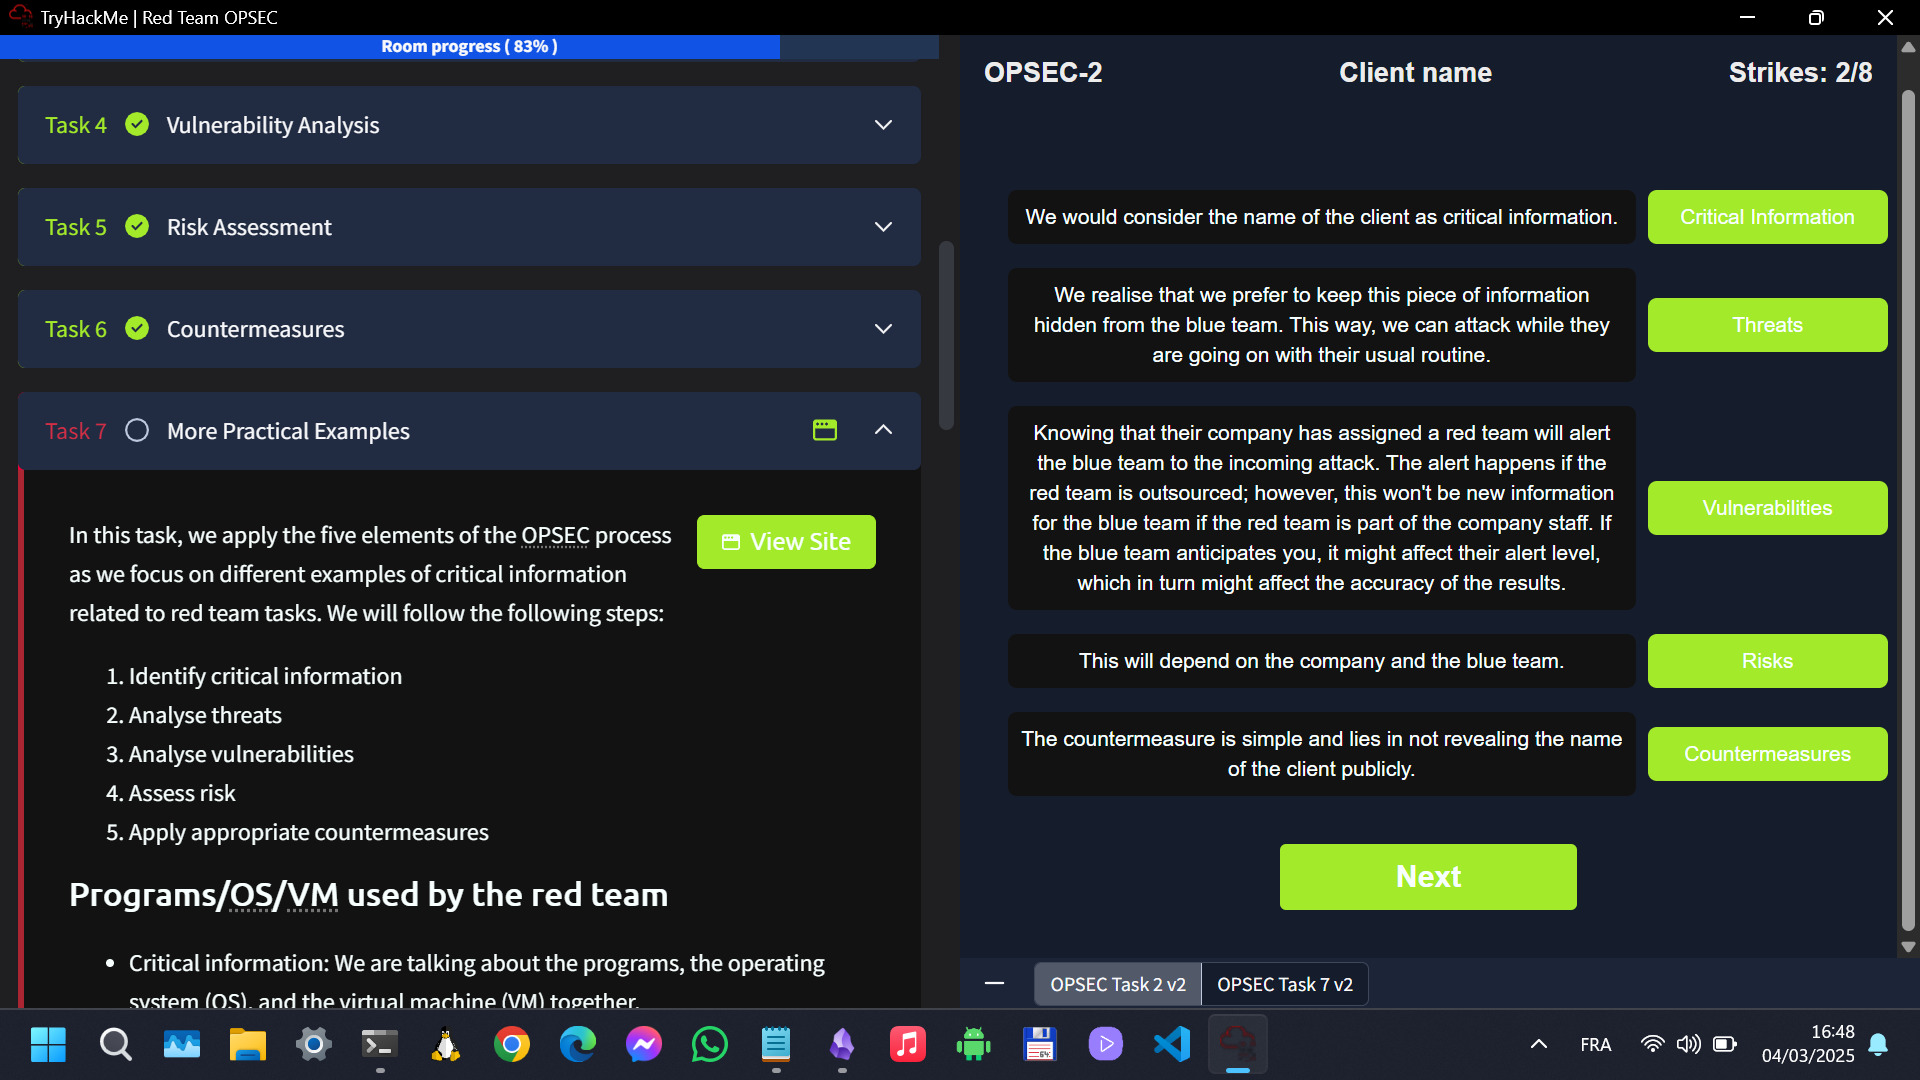 TryHackMe | Red Team OPSEC
Room progress ( 83% )
Task 4 Vulnerability Analysis
Task 5 Risk Assessment
Task 6 Countermeasures
Task 7 More Practical Examples
In this task, we apply the five elements of the OPSEC process
as we focus on different examples of critical information
related to red team tasks. We will follow the following steps:
View Site
1. Identify critical information
2. Analyse threats
3. Analyse vulnerabilities
4. Assess risk
5. Apply appropriate countermeasures
Programs/OS/VM used by the red team
• Critical information: We are talking about the programs, the operating
system (OS), and the virtual machine (VM) together.
OPSEC-2 Client name Strikes: 2/8
We would consider the name of the client as critical information.
Critical Information
We realise that we prefer to keep this piece of information
hidden from the blue team. This way, we can attack while they
are going on with their usual routine.
Threats
Knowing that their company has assigned a red team will alert
the blue team to the incoming attack. The alert happens if the
red team is outsourced; however, this won't be new information
for the blue team if the red team is part of the company staff. If
the blue team anticipates you, it might affect their alert level,
which in turn might affect the accuracy of the results.
Vulnerabilities
This will depend on the company and the blue team.
Risks
The countermeasure is simple and lies in not revealing the name
of the client publicly.
Countermeasures
Next
OPSEC Task 2 v2 OPSEC Task 7 v2
64
FRA
16:48
04/03/2025